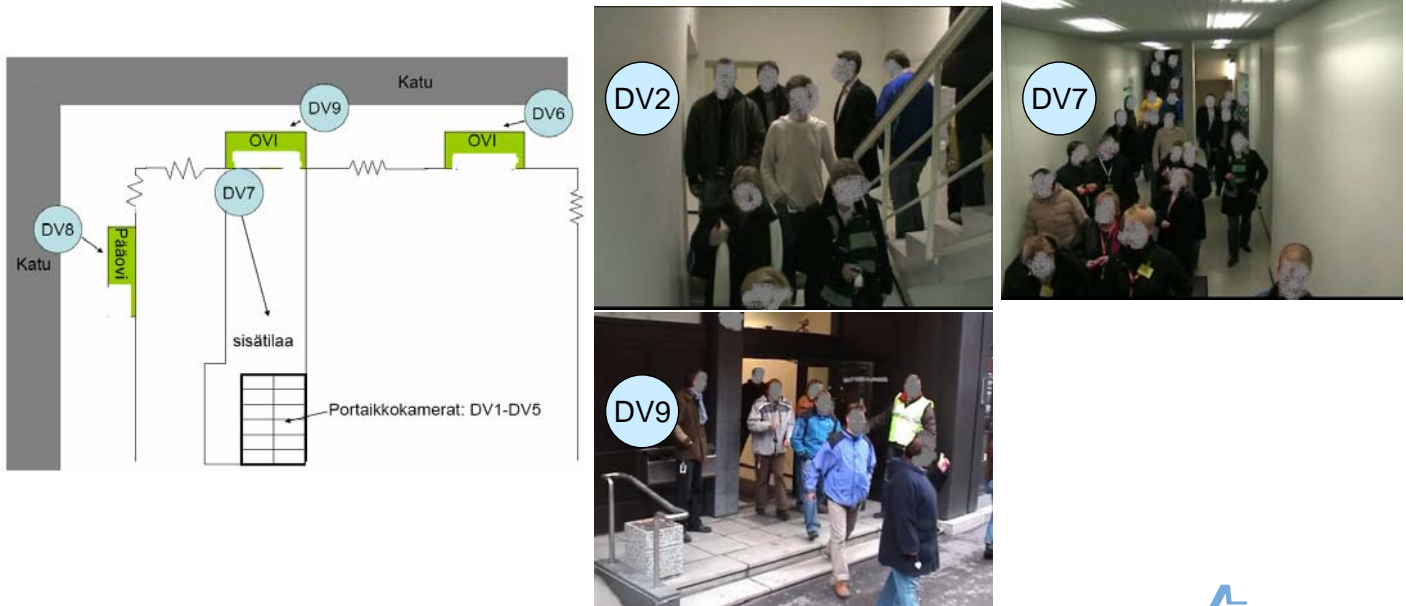 Katu
DV9
DV6
OVI
OVI
DV7
DV8
Pääovi
Katu
sisätilaa
Portaikkokamerat: DV1-DV5
DV2
DV7
DV9